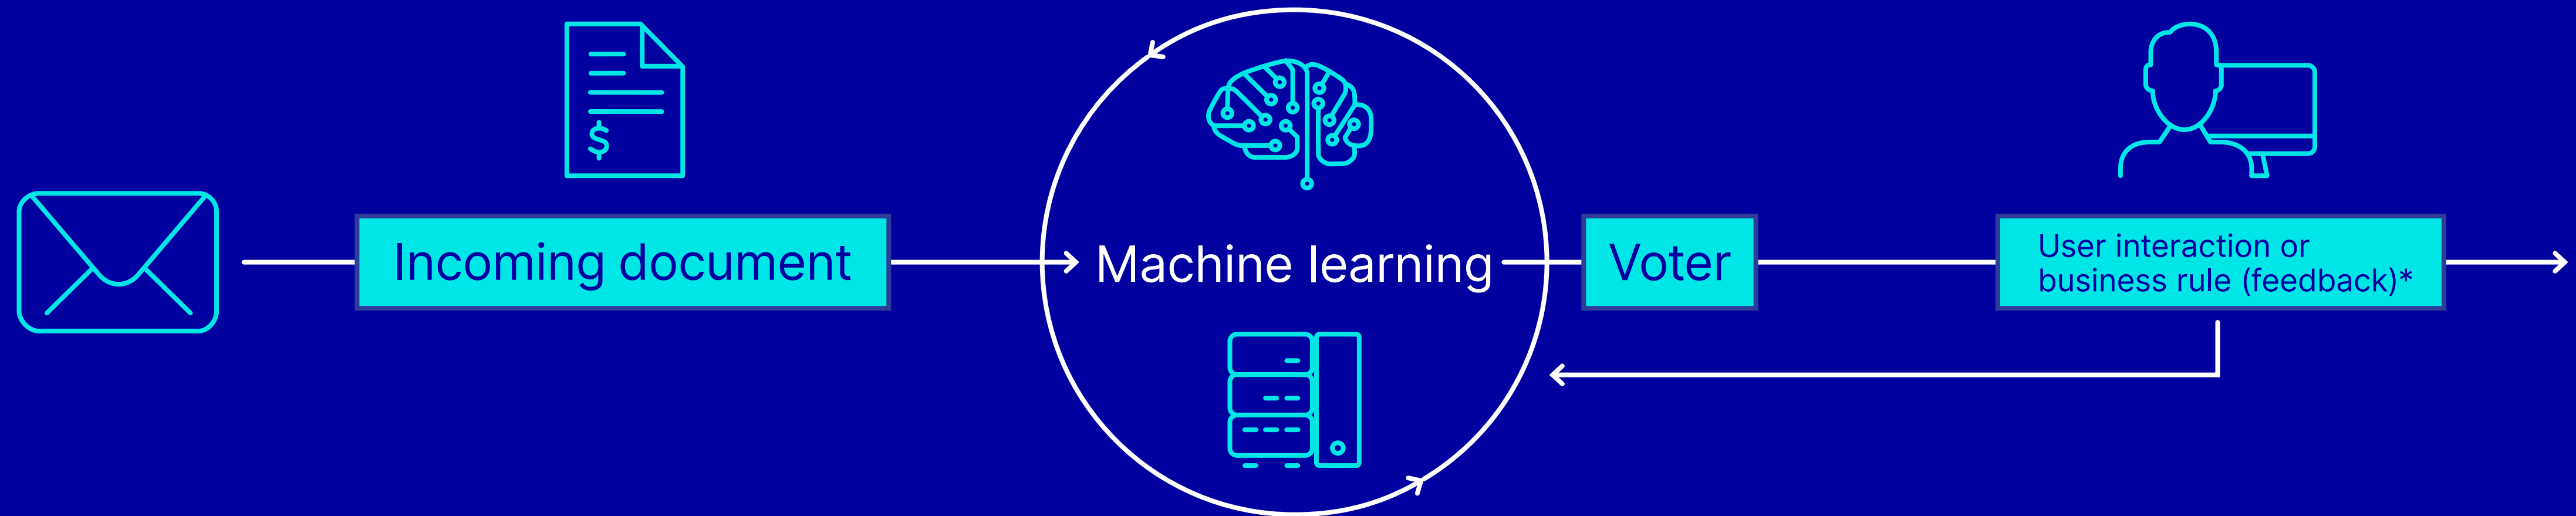 $
Incoming document
Machine learning
Voter
User interaction or
business rule (feedback)*